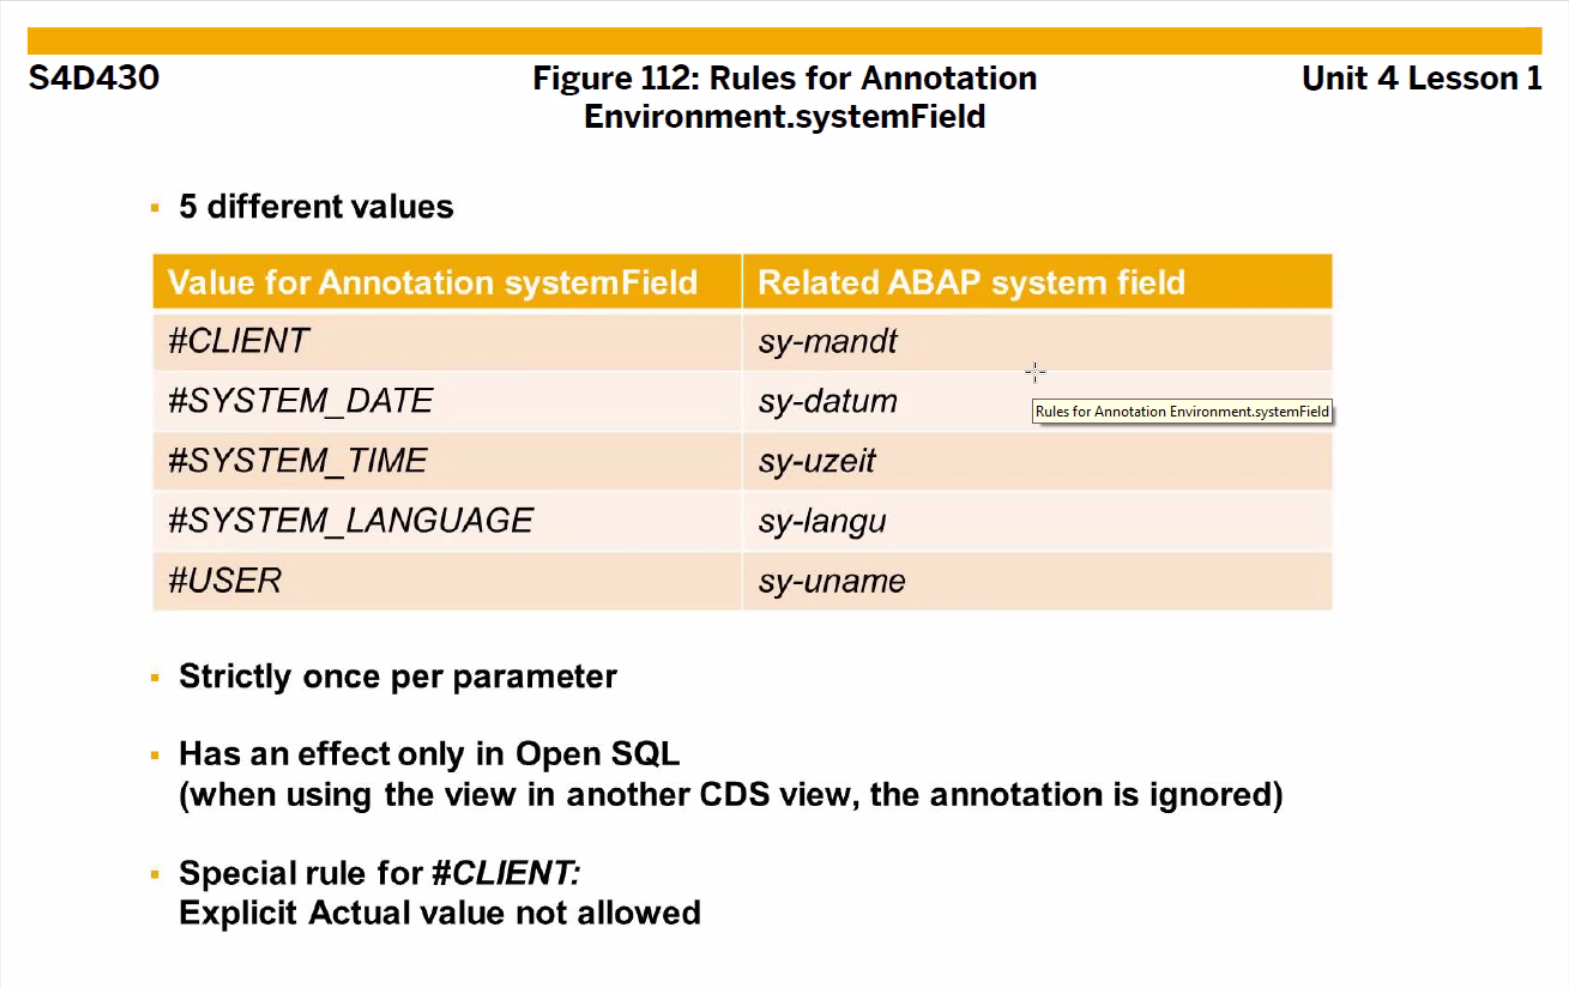 S4D430
Figure 112: Rules for Annotation
Environment.systemField
Unit 4 Lesson 1
5 different values
Value for Annotation systemField
Related ABAP system field
#CLIENT
sy-mandt
#SYSTEM_DATE
sy-datum
Rules for Annotation Environment.systemField
#SYSTEM_TIME
sy-uzeit
#SYSTEM_LANGUAGE
sy-langu
#USER
sy-uname
Strictly once per parameter
Has an effect only in Open SQL
(when using the view in another CDS view, the annotation is ignored)
Special rule for #CLIENT:
Explicit Actual value not allowed